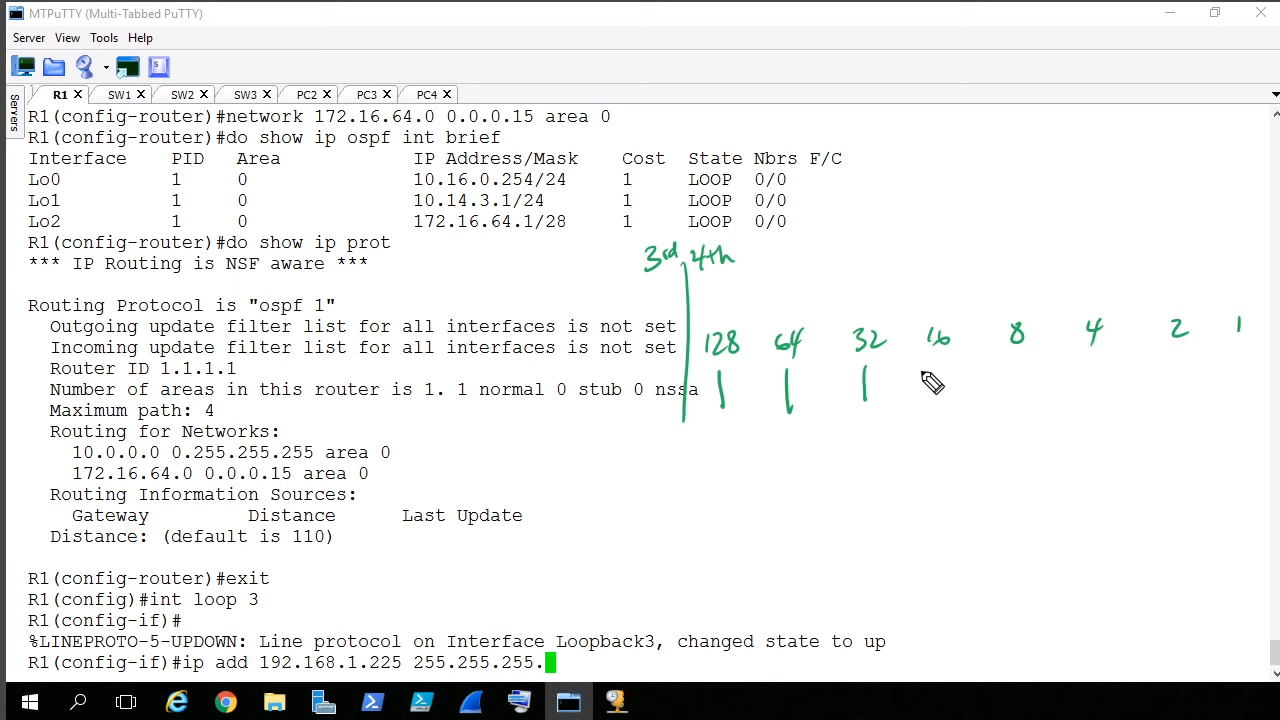 MTPuTTY (Multi-Tabbed PuTTY)
Server View Tools Help
Servers
R1 SW1 SW2 SW3 PC2 PC3 PC4
R1(config-router)#network 172.16.64.0 0.0.0.15 area 0
R1(config-router)#do show ip ospf int brief
Interface PID Area IP Address/Mask Cost State Nbrs F/C
Lo0 1 0 10.16.0.254/24 1 LOOP 0/0
Lo1 1 0 10.14.3.1/24 1 LOOP 0/0
Lo2 1 0 172.16.64.1/28 1 LOOP 0/0
R1(config-router)#do show ip prot
*** IP Routing is NSF aware ***
3rd 4th
Routing Protocol is "ospf 1"
Outgoing update filter list for all interfaces is not set
Incoming update filter list for all interfaces is not set
128 64 32 16 8 4 2 1
Router ID 1.1.1.1
Number of areas in this router is 1. 1 normal 0 stub 0 nssa
1 1 1
Maximum path: 4
Routing for Networks:
10.0.0.0 0.255.255.255 area 0
172.16.64.0 0.0.0.15 area 0
Routing Information Sources:
Gateway Distance Last Update
Distance: (default is 110)
R1(config-router)#exit
R1(config)#int loop 3
R1(config-if)#
%LINEPROTO-5-UPDOWN: Line protocol on Interface Loopback3, changed state to up
R1(config-if)#ip add 192.168.1.225 255.255.255.